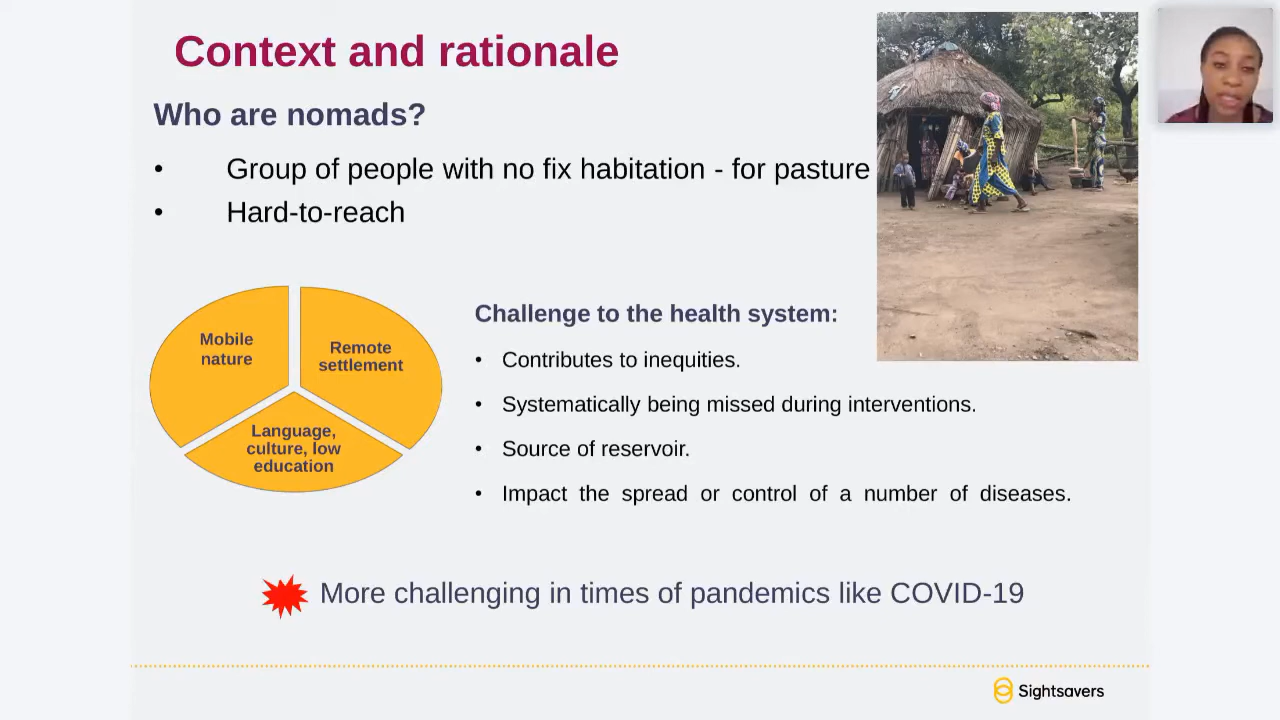 Context and rationale
Who are nomads?
• Group of people with no fix habitation - for pasture
• Hard-to-reach
Mobile
nature
Remote
settlement
Language,
culture, low
education
Challenge to the health system:
• Contributes to inequities.
• Systematically being missed during interventions.
• Source of reservoir.
• Impact the spread or control of a number of diseases.
More challenging in times of pandemics like COVID-19
Sightsavers